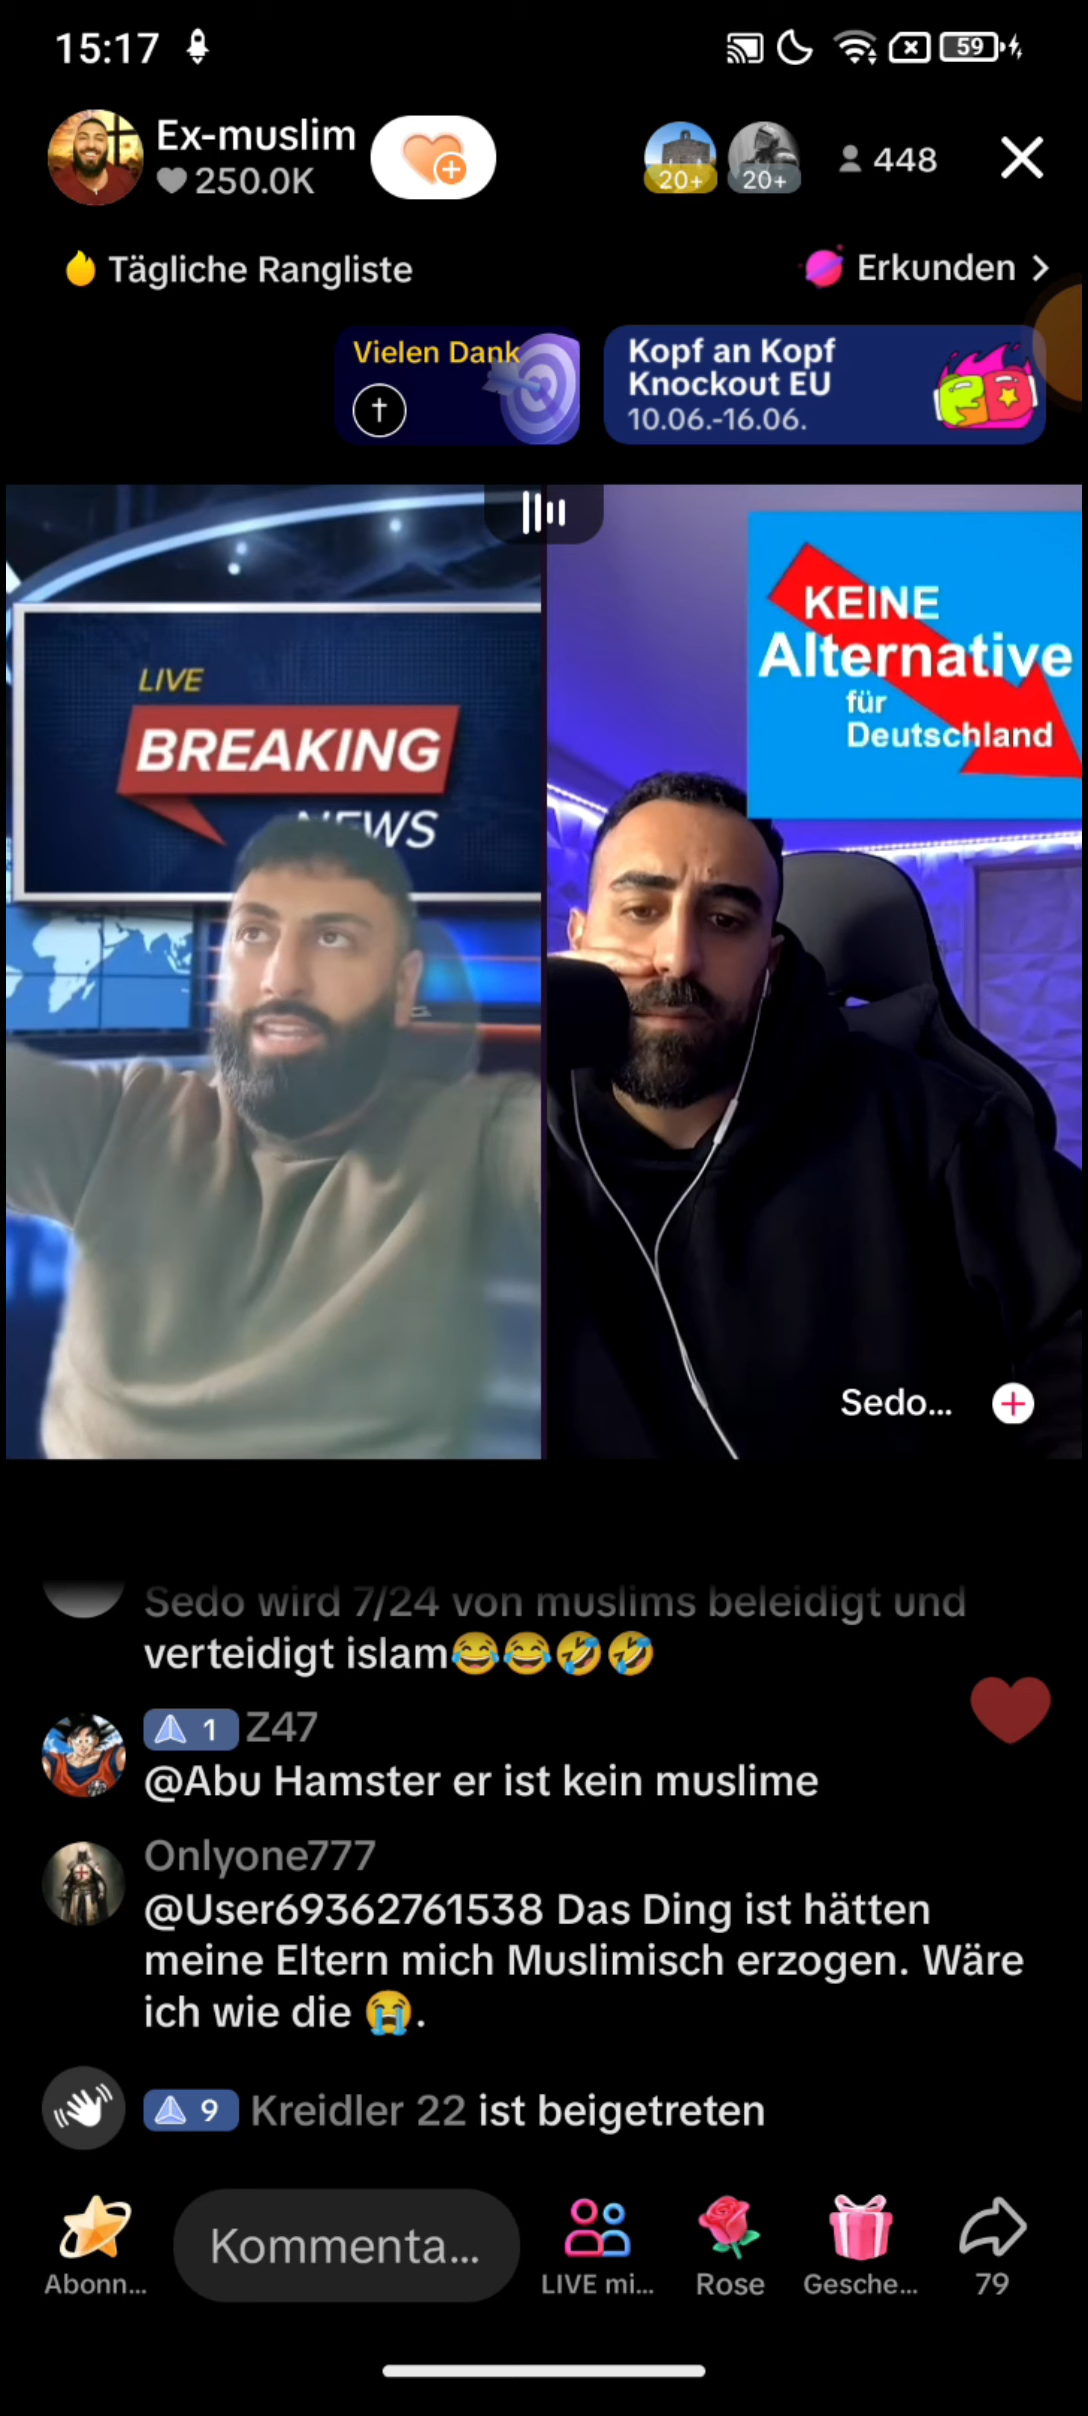 15:17
59
Ex-muslim
250.0K
20+
20+
448
Tägliche Rangliste
Erkunden
Vielen Dank
Kopf an Kopf
Knockout EU
10.06.-16.06.
LIVE
BREAKING
NEWS
KEINE
Alternative
für
Deutschland
Sedo...
Sedo wird 7/24 von muslims beleidigt und
verteidigt islam😂😂🤣🤣
1 Z47
@Abu Hamster er ist kein muslime
Onlyone777
@User69362761538 Das Ding ist hätten
meine Eltern mich Muslimisch erzogen. Wäre
ich wie die 😭.
9 Kreidler 22 ist beigetreten
Kommenta...
Abonn...
LIVE mi...
Rose
Gesche...
79